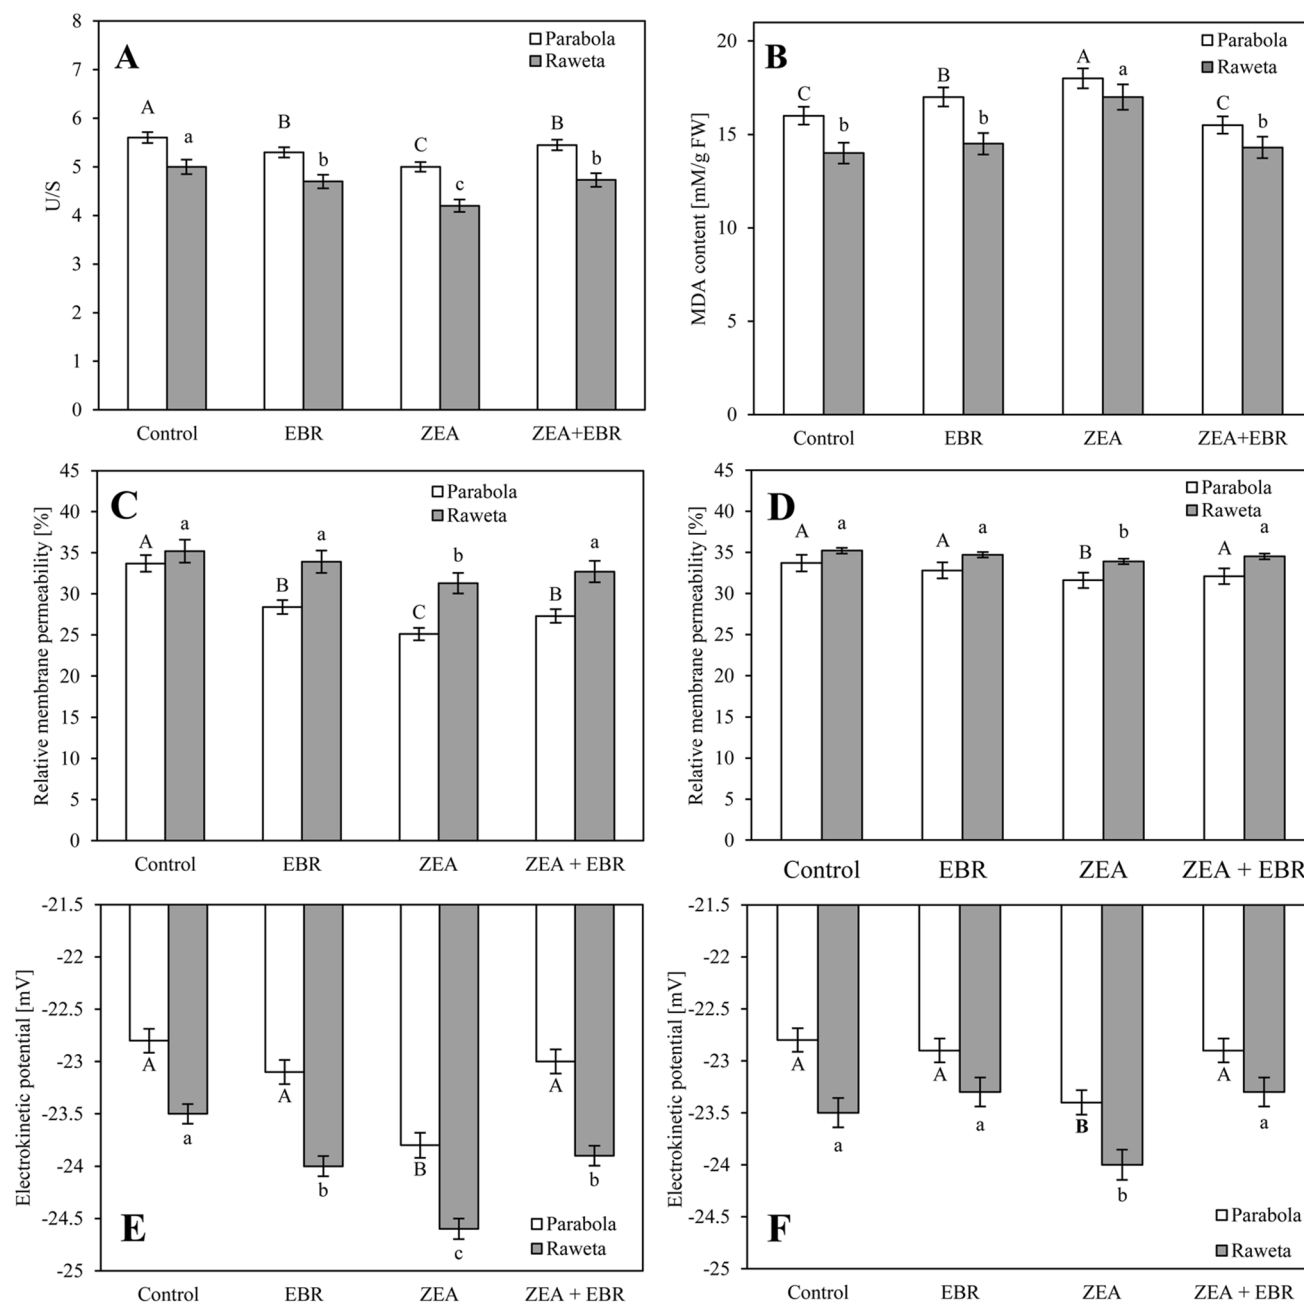 A
Parabola
Raweta
U/S
8
7
6
5
4
3
2
1
0
A
a
B
b
C
c
B
b
Control
EBR
ZEA
ZEA+EBR
B
Parabola
Raweta
MDA content [mM/g FW]
20
15
10
5
0
C
b
B
b
A
a
C
b
Control
EBR
ZEA
ZEA+EBR
C
Parabola
Raweta
Relative membrane permeability [%]
45
40
35
30
25
20
15
10
5
0
A
a
B
a
C
b
B
a
Control
EBR
ZEA
ZEA + EBR
D
Parabola
Raweta
Relative membrane permeability [%]
45
40
35
30
25
20
15
10
5
0
A
a
A
a
B
b
A
a
Control
EBR
ZEA
ZEA + EBR
Electrokinetic potential [mV]
-21.5
-22
-22.5
-23
-23.5
-24
-24.5
-25
A
a
A
b
B
c
A
b
E
Parabola
Raweta
Control
EBR
ZEA
ZEA + EBR
Electrokinetic potential [mV]
-21.5
-22
-22.5
-23
-23.5
-24
-24.5
-25
A
a
A
a
B
b
A
a
F
Parabola
Raweta
Control
EBR
ZEA
ZEA + EBR